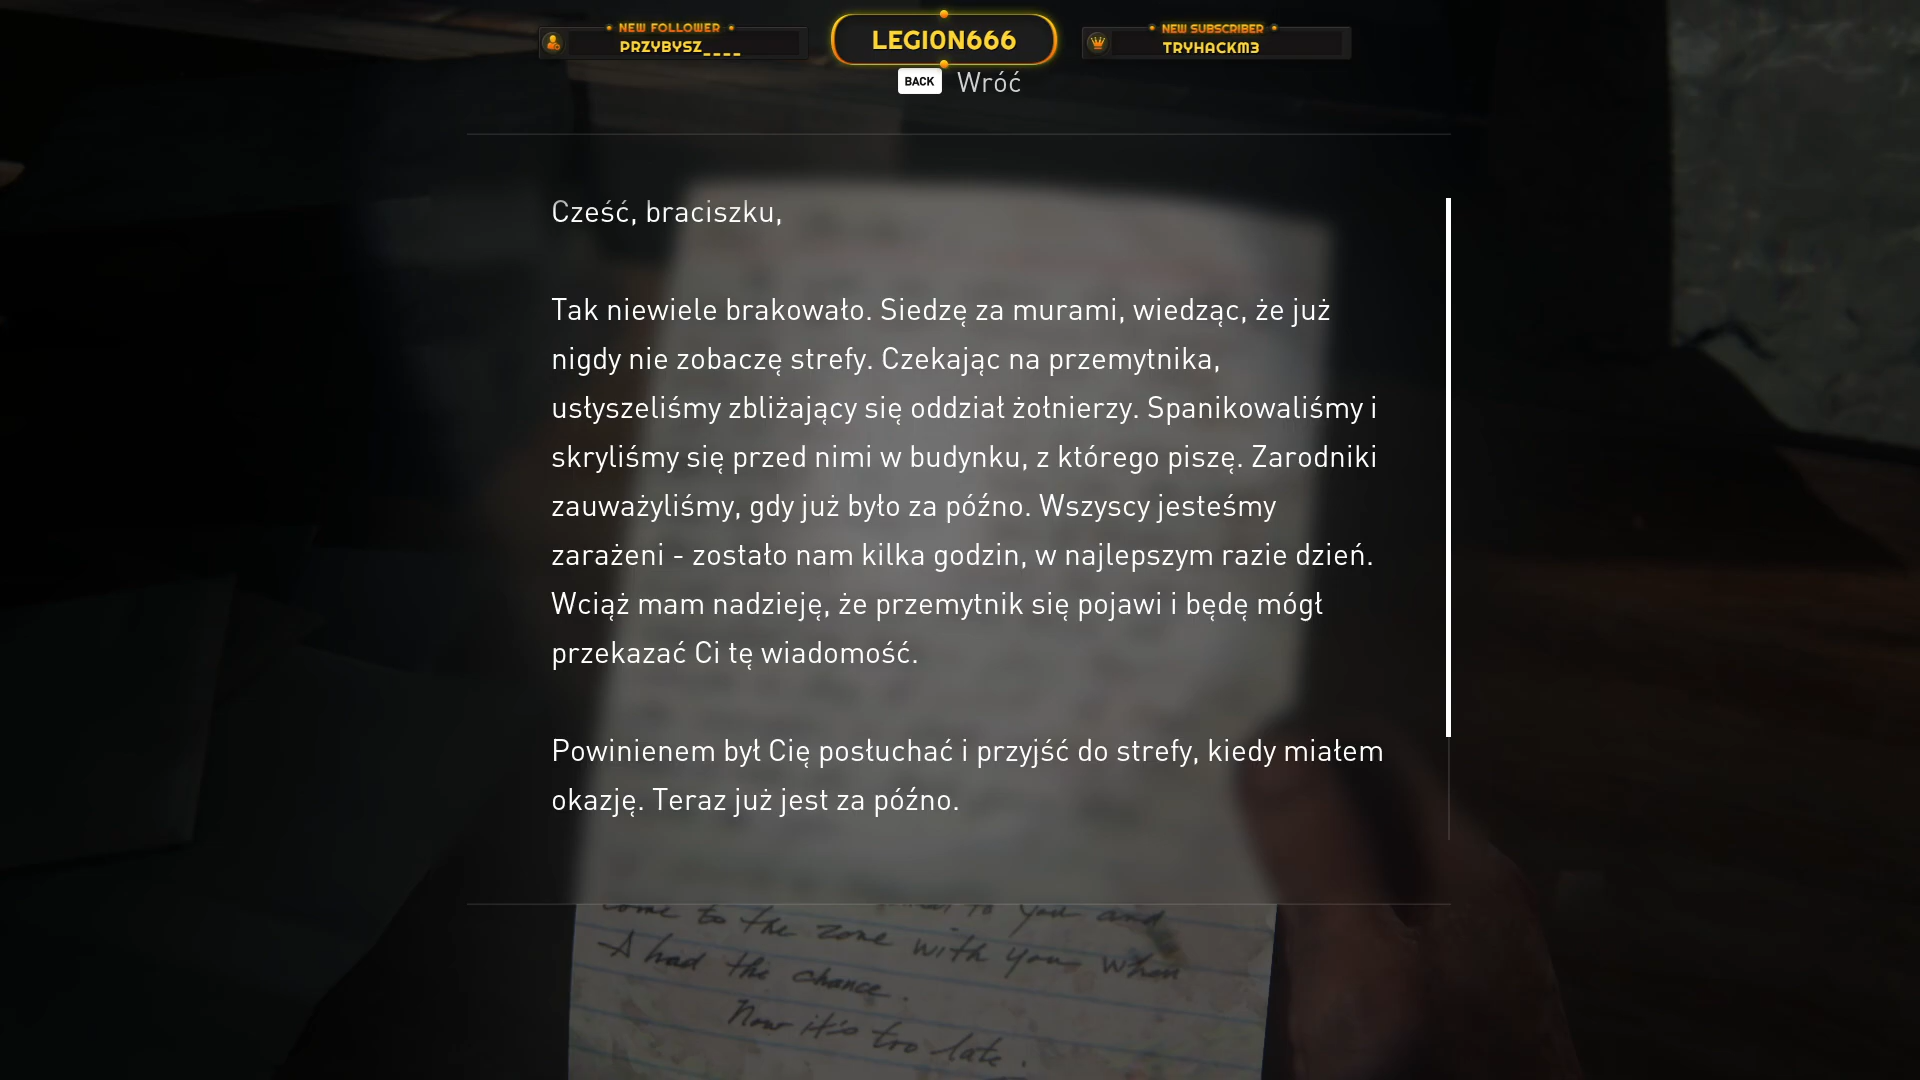 NEW FOLLOWER
PRZYBYSZ____
LEGI0N666
NEW SUBSCRIBER
TRYHACKM3
BACK Wróć
Cześć, braciszku,
Tak niewiele brakowało. Siedzę za murami, wiedząc, że już
nigdy nie zobaczę strefy. Czekając na przemytnika,
usłyszeliśmy zbliżający się oddział żołnierzy. Spanikowaliśmy i
skryliśmy się przed nimi w budynku, z którego piszę. Zarodniki
zauważyliśmy, gdy już było za późno. Wszyscy jesteśmy
zarażeni - zostało nam kilka godzin, w najlepszym razie dzień.
Wciąż mam nadzieję, że przemytnik się pojawi i będę mógł
przekazać Ci tę wiadomość.
Powinienem był Cię posłuchać i przyjść do strefy, kiedy miałem
okazję. Teraz już jest za późno.
to you and
come to the zone with you when
I had the chance.
Now it's too late.